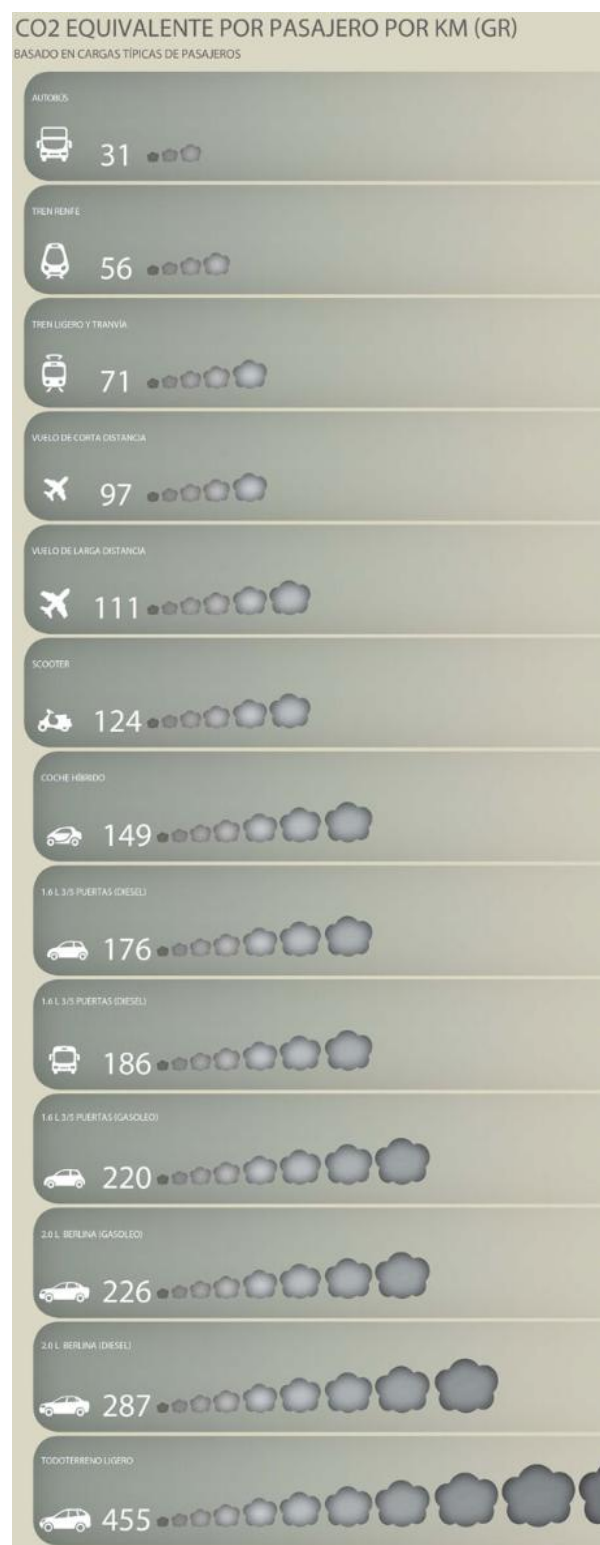 CO2 EQUIVALENTE POR PASAJERO POR KM (GR)
BASADO EN CARGAS TÍPICAS DE PASAJEROS
AUTOBÚS
31
TREN RENFE
56
TREN LIGERO Y TRANVÍA
71
VUELO DE CORTA DISTANCIA
97
VUELO DE LARGA DISTANCIA
111
SCOOTER
124
COCHE HÍBRIDO
149
1.6 L 3/5 PUERTAS (DIESEL)
176
1.6 L 3/5 PUERTAS (DIESEL)
186
1.6 L 3/5 PUERTAS (GASOLEO)
220
2.0 L BERLINA (GASOLEO)
226
2.0 L BERLINA (DIESEL)
287
TODOTERRENO LIGERO
455